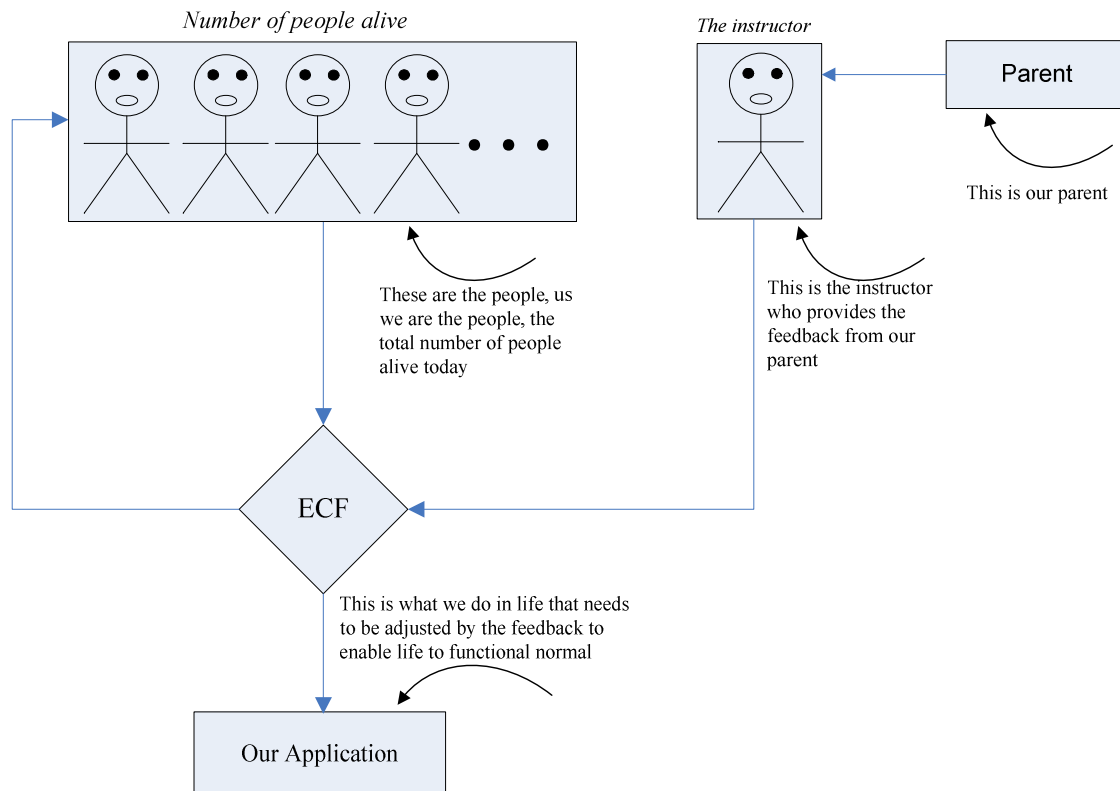 Number of people alive
The instructor
Parent
This is our parent
These are the people, us
we are the people, the
total number of people
alive today
This is the instructor
who provides the
feedback from our
parent
ECF
This is what we do in life that needs
to be adjusted by the feedback to
enable life to functional normal
Our Application